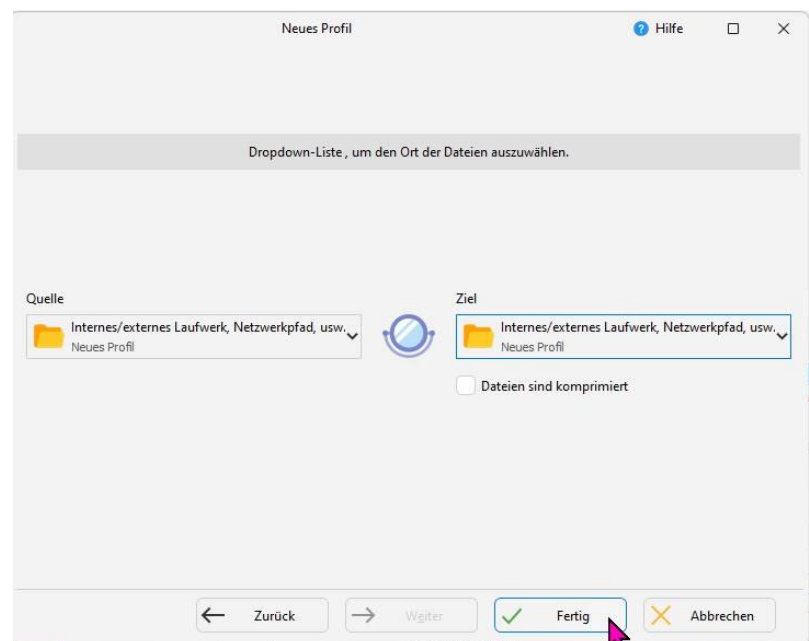 Neues Profil
Hilfe
Dropdown-Liste , um den Ort der Dateien auszuwählen.
Quelle
Ziel
Internes/externes Laufwerk, Netzwerkpfad, usw.
Neues Profil
Internes/externes Laufwerk, Netzwerkpfad, usw.
Neues Profil
Dateien sind komprimiert
Zurück
Weiter
Fertig
Abbrechen